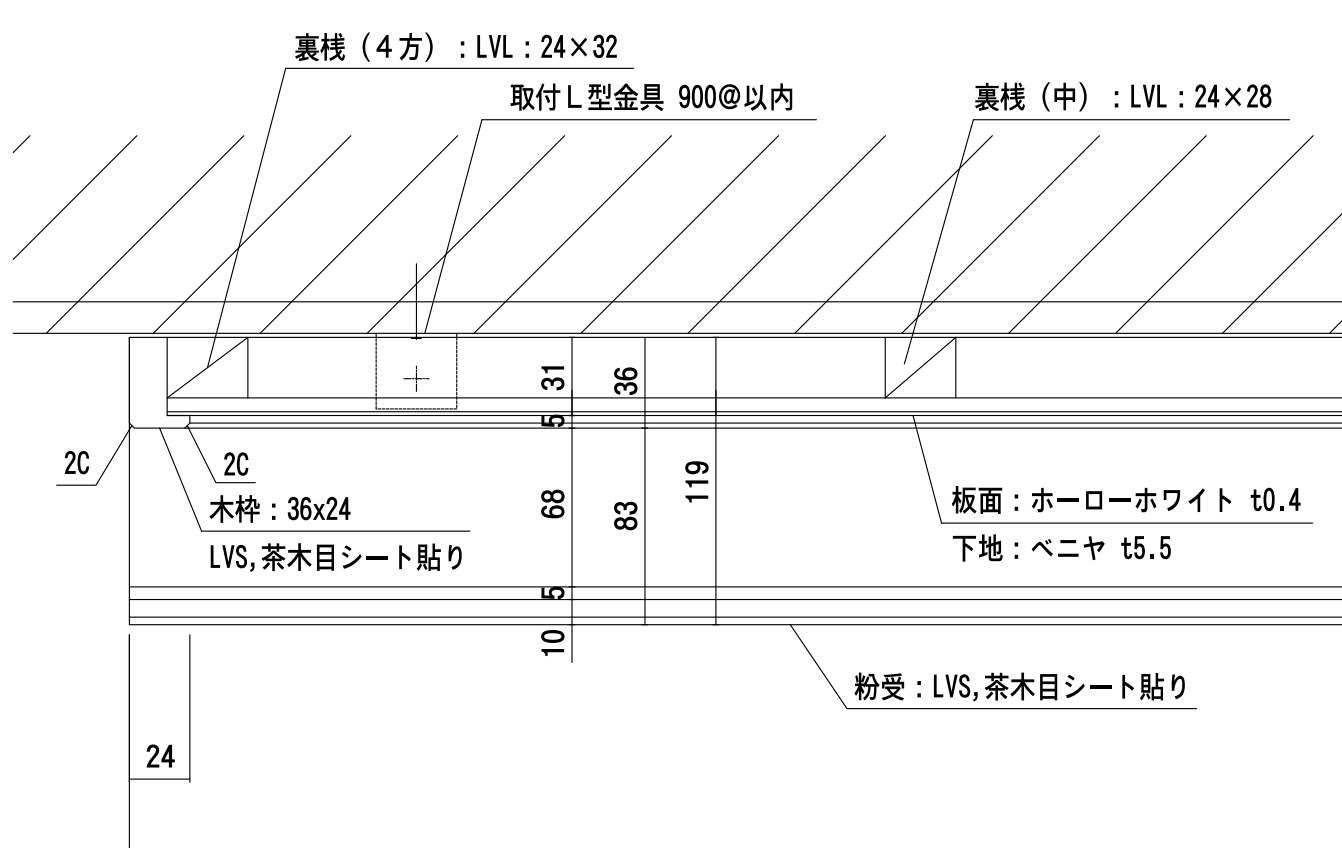 裏桟（４方）：LVL：24×32
取付Ｌ型金具 900@以内
裏桟（中）：LVL：24×28
31
36
5
2C
2C
119
68
83
木枠：36x24
LVS,茶木目シート貼り
板面：ホーローホワイト t0.4
下地：ベニヤ t5.5
5
10
粉受：LVS,茶木目シート貼り
24